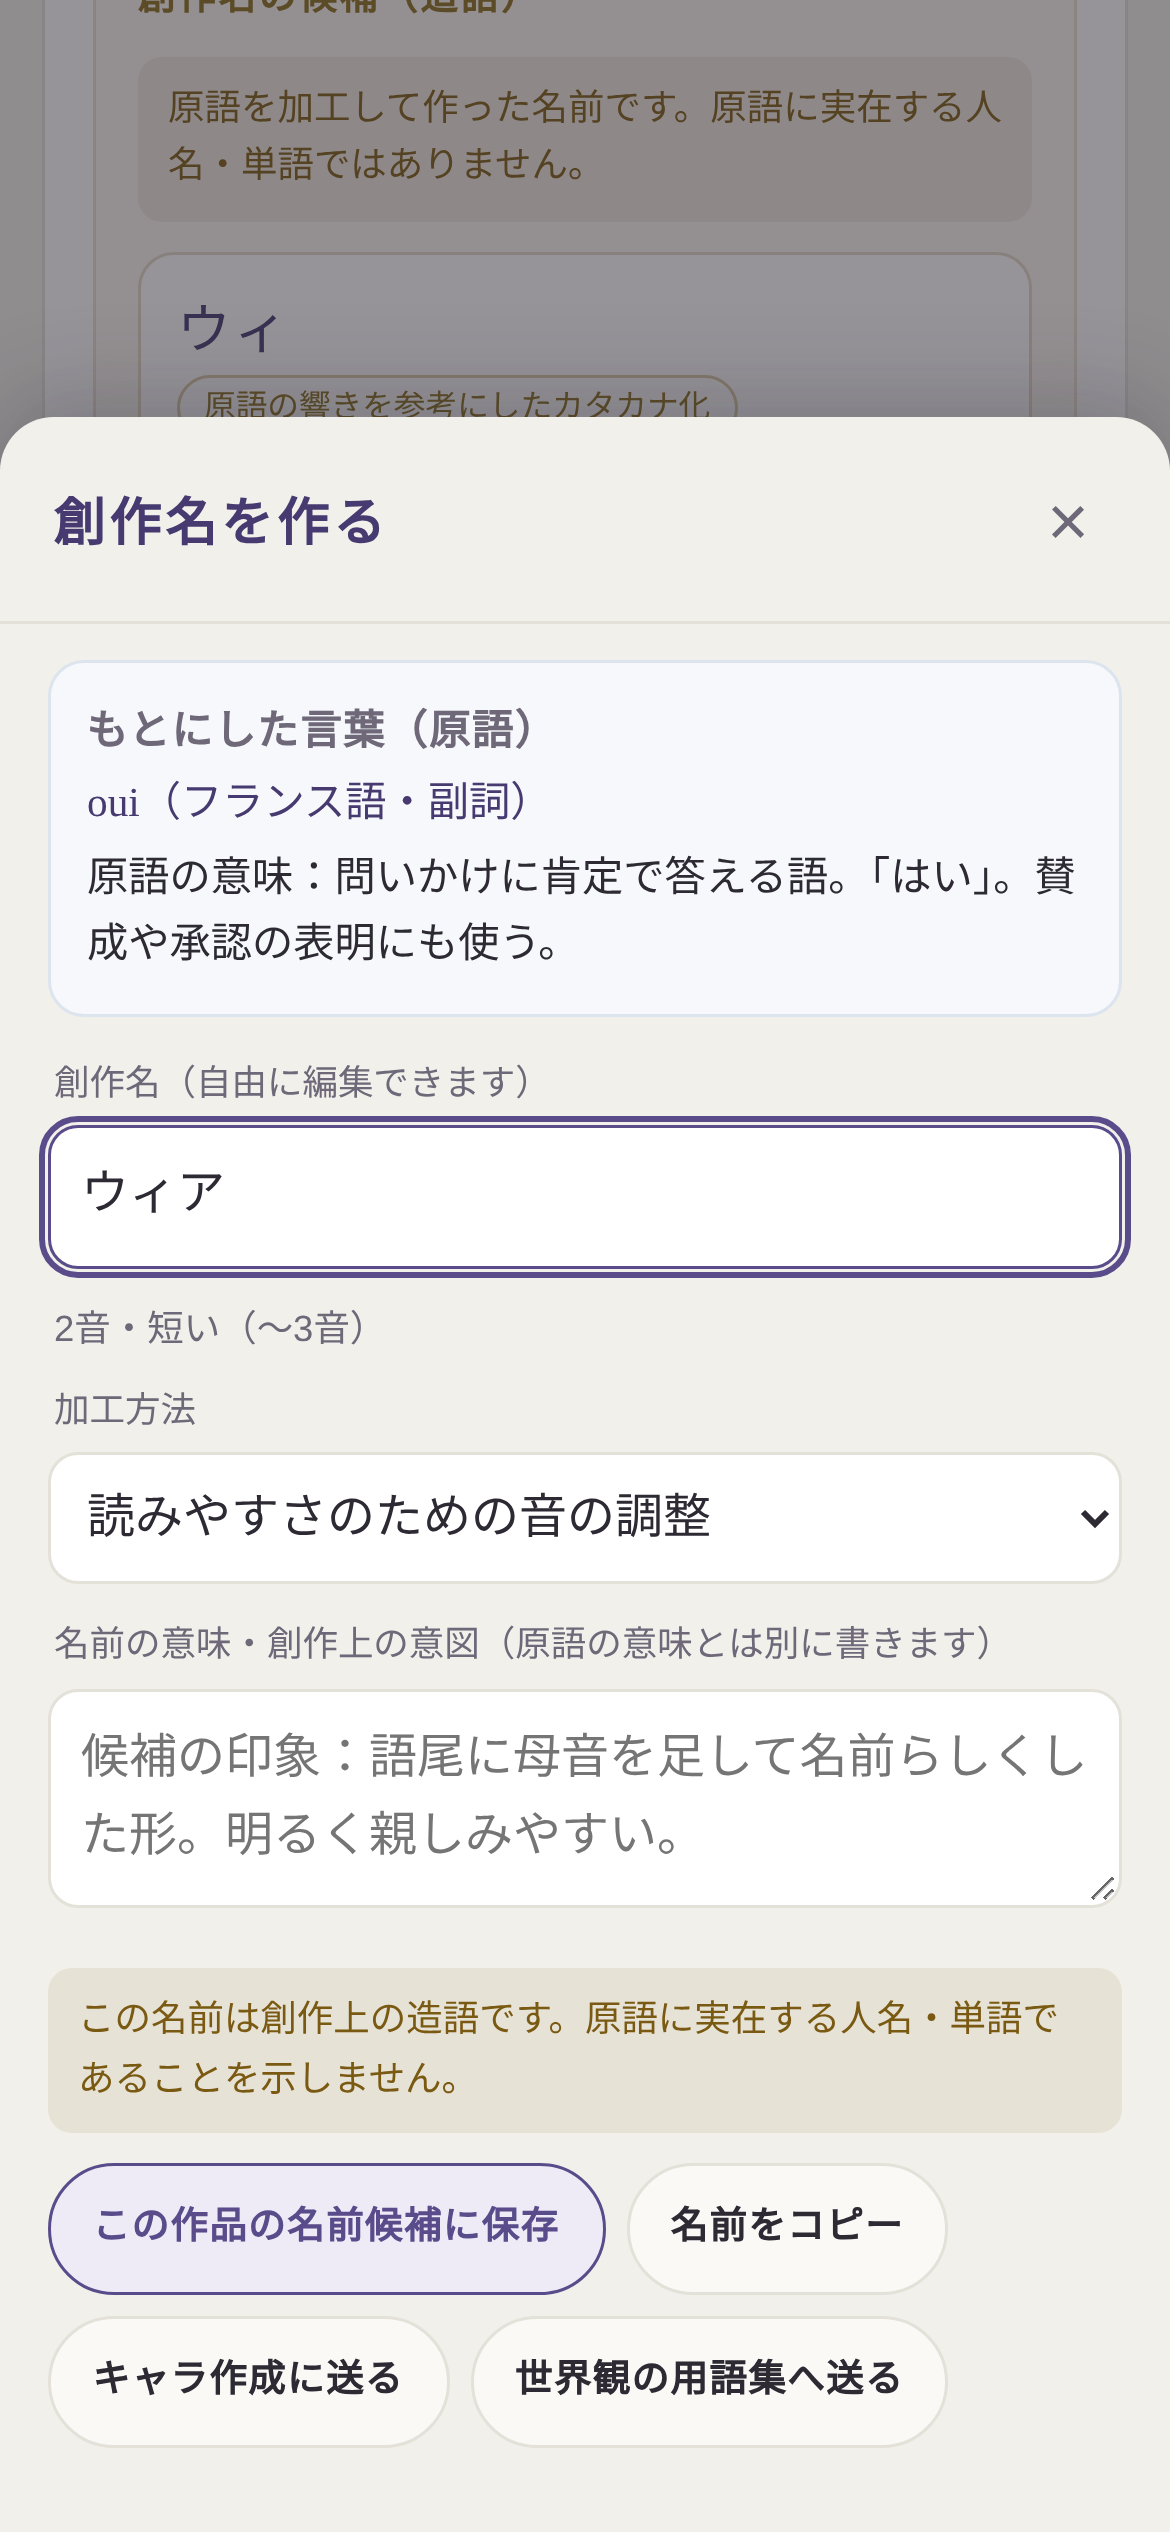 創作名の候補（造語）
原語を加工して作った名前です。原語に実在する人
名・単語ではありません。
ウィ
原語の響きを参考にしたカタカナ化
創作名を作る
×
もとにした言葉（原語）
oui（フランス語・副詞）
原語の意味：問いかけに肯定で答える語。「はい」。賛
成や承認の表明にも使う。
創作名（自由に編集できます）
ウィア
2音・短い（〜3音）
加工方法
読みやすさのための音の調整
名前の意味・創作上の意図（原語の意味とは別に書きます）
候補の印象：語尾に母音を足して名前らしくし
た形。明るく親しみやすい。
この名前は創作上の造語です。原語に実在する人名・単語で
あることを示しません。
この作品の名前候補に保存
名前をコピー
キャラ作成に送る
世界観の用語集へ送る